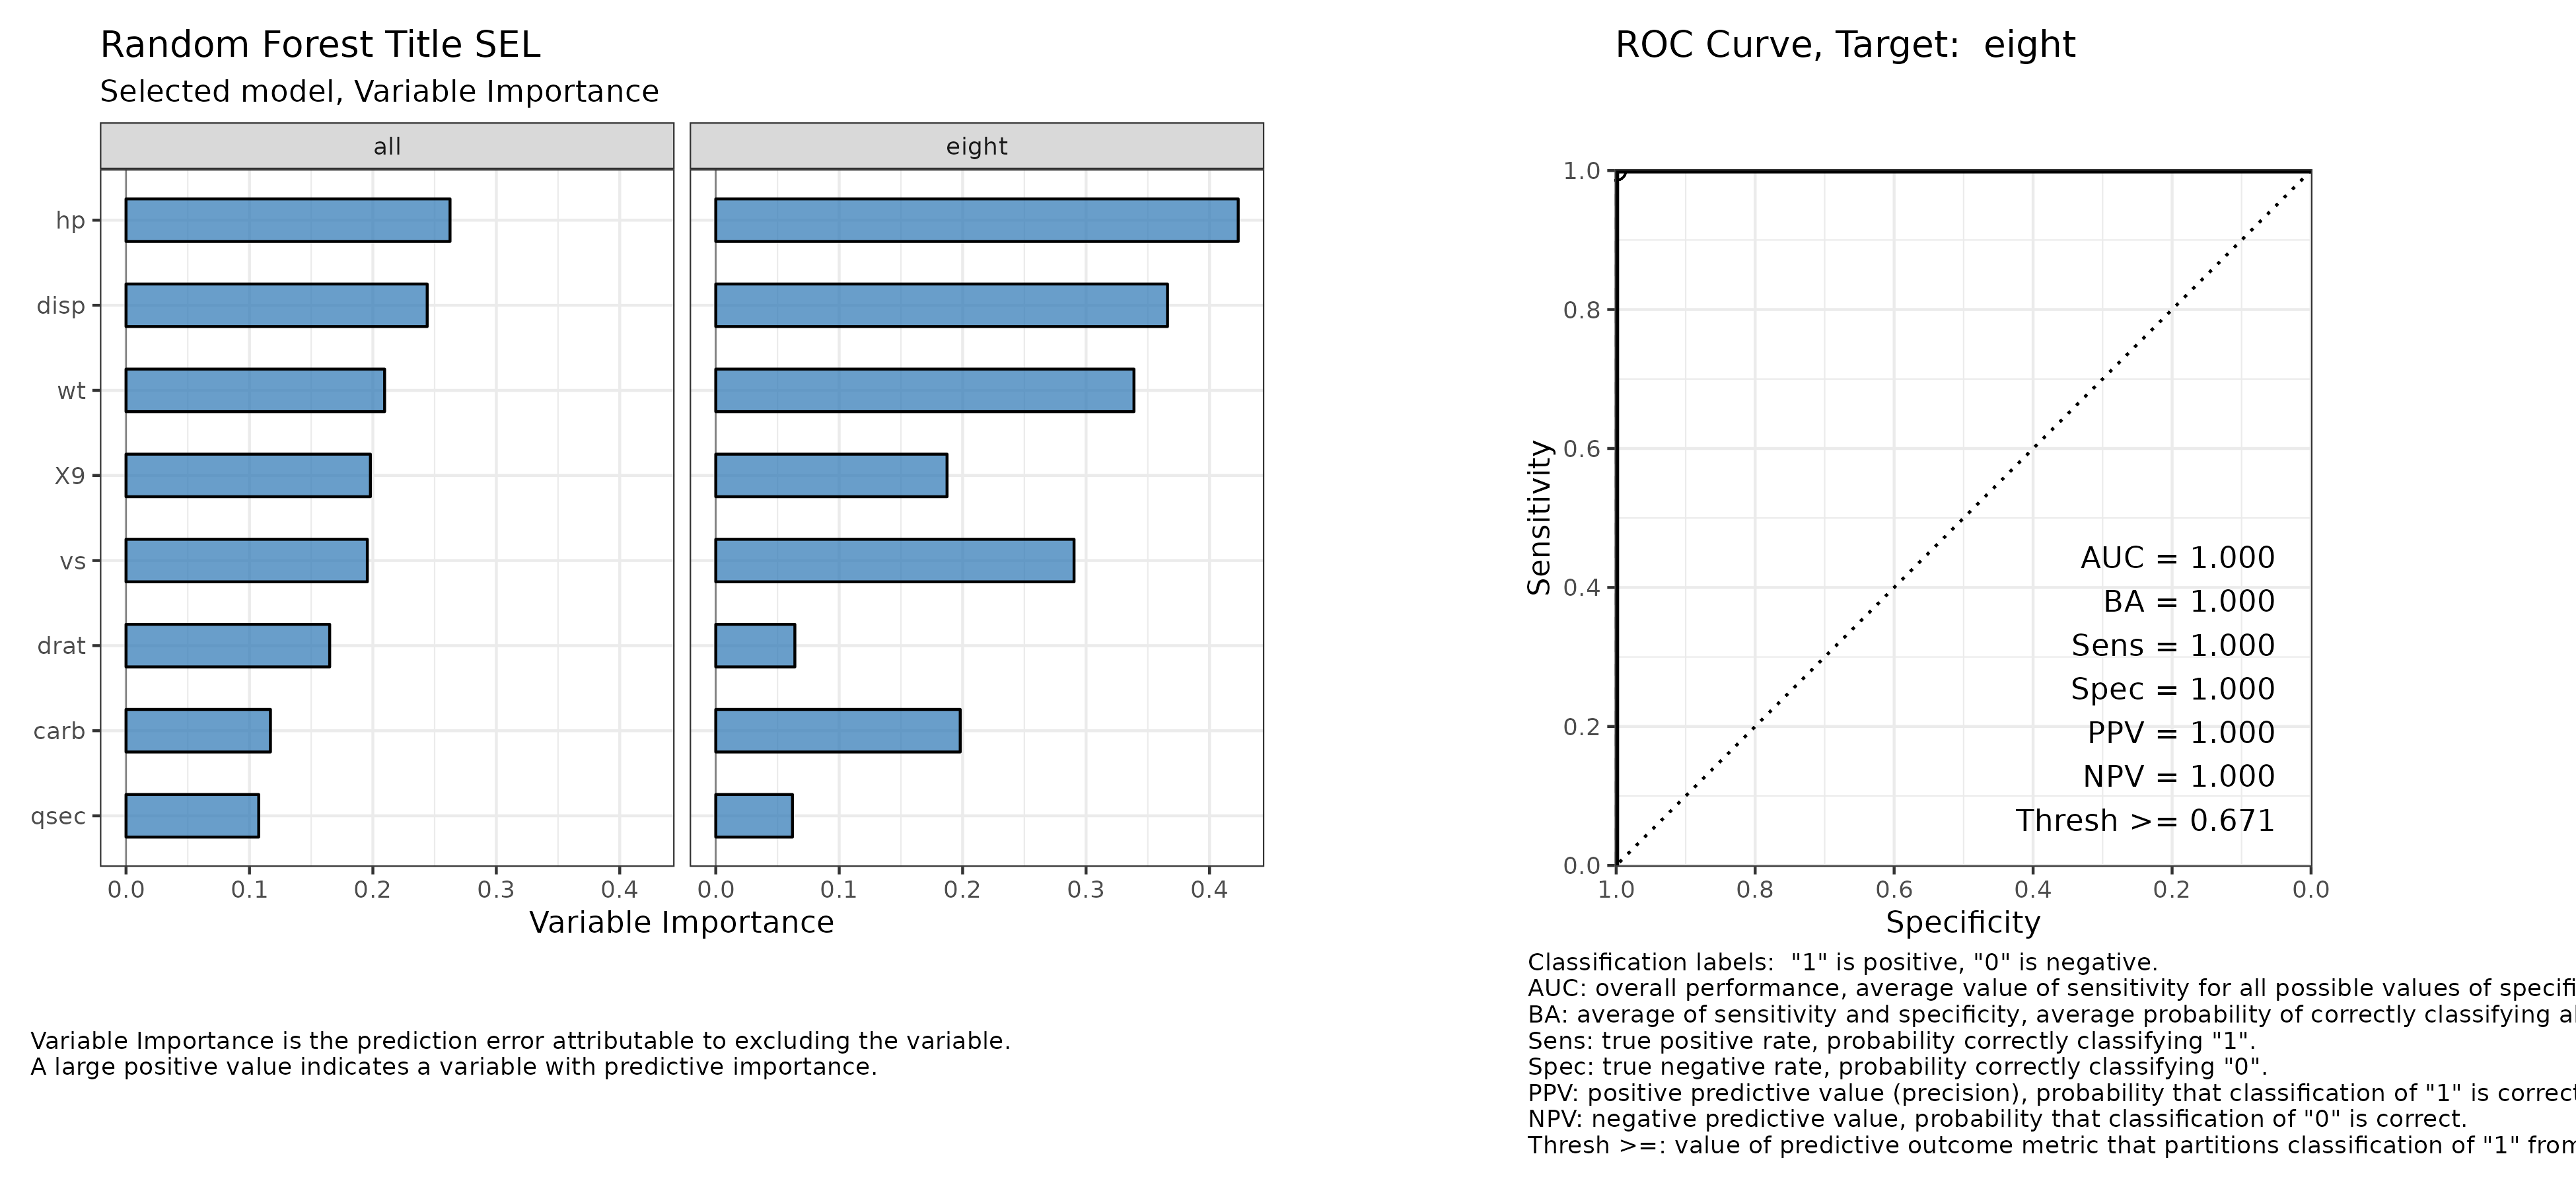 Random Forest Title SEL
Selected model, Variable Importance
all
eight
hp
disp
wt
X9
vs
drat
carb
qsec
0.0 0.1 0.2 0.3 0.4
0.0 0.1 0.2 0.3 0.4
Variable Importance
Variable Importance is the prediction error attributable to excluding the variable.
A large positive value indicates a variable with predictive importance.
ROC Curve, Target:  eight
1.0
0.8
0.6
0.4
0.2
0.0
Sensitivity
AUC = 1.000
BA = 1.000
Sens = 1.000
Spec = 1.000
PPV = 1.000
NPV = 1.000
Thresh >= 0.671
1.0 0.8 0.6 0.4 0.2 0.0
Specificity
Classification labels:  "1" is positive, "0" is negative.
AUC: overall performance, average value of sensitivity for all possible values of
BA: average of sensitivity and specificity, average probability of correctly classifying
Sens: true positive rate, probability correctly classifying "1".
Spec: true negative rate, probability correctly classifying "0".
PPV: positive predictive value (precision), probability that classification of "1" is correct
NPV: negative predictive value, probability that classification of "0" is correct.
Thresh >=: value of predictive outcome metric that partitions classification of "1" from